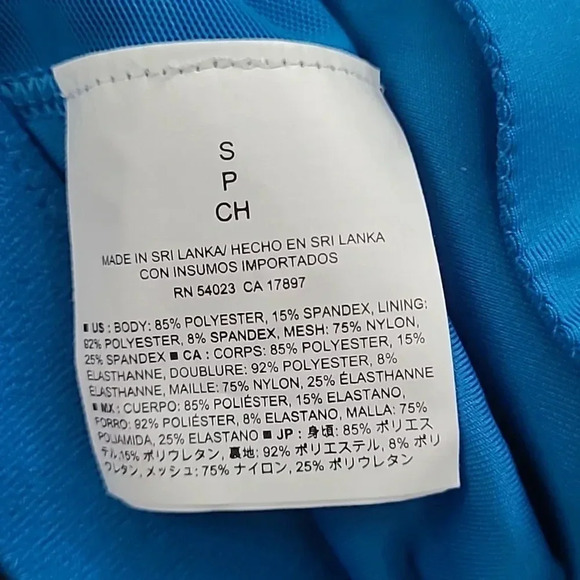 S
P
CH
MADE IN SRI LANKA/ HECHO EN SRI LANKA
CON INSUMOS IMPORTADOS
RN 54023 CA 17897
■ US : BODY: 85% POLYESTER, 15% SPANDEX, LINING:
92% POLYESTER, 8% SPANDEX, MESH: 75% NYLON,
25% SPANDEX ■ CA : CORPS: 85% POLYESTER, 15%
ELASTHANNE, DOUBLURE: 92% POLYESTER, 8%
ELASTHANNE, MAILLE: 75% NYLON, 25% ÉLASTHANNE
■ MX : CUERPO: 85% POLIÉSTER, 15% ELASTANO,
FORRO: 92% POLIÉSTER, 8% ELASTANO, MALLA: 75%
POLIAMIDA, 25% ELASTANO ■ JP : 身頃: 85% ポリエス
テル, 15% ポリウレタン, 裏地: 92% ポリエステル, 8% ポリ
ウレタン, メッシュ: 75% ナイロン, 25% ポリウレタン